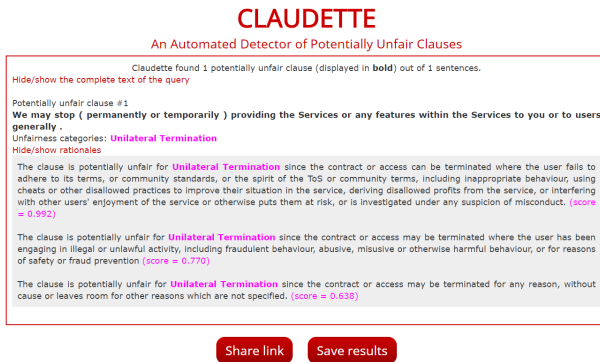 CLAUDETTE
An Automated Detector of Potentially Unfair Clauses
Claudette found 1 potentially unfair clause (displayed in bold) out of 1 sentences.
Hide/show the complete text of the query
Potentially unfair clause #1
We may stop ( permanently or temporarily ) providing the Services or any features within the Services to you or to users
generally .
Unfairness categories: Unilateral Termination
Hide/show rationales
The clause is potentially unfair for Unilateral Termination since the contract or access can be terminated where the user fails to
adhere to its terms, or community standards, or the spirit of the ToS or community terms, including inappropriate behaviour, using
cheats or other disallowed practices to improve their situation in the service, deriving disallowed profits from the service, or interfering
with other users' enjoyment of the service or otherwise puts them at risk, or is investigated under any suspicion of misconduct. (score
= 0.992)
The clause is potentially unfair for Unilateral Termination since the contract or access may be terminated where the user has been
engaging in illegal or unlawful activity, including fraudulent behaviour, abusive, misusive or otherwise harmful behaviour, or for reasons
of safety or fraud prevention (score = 0.770)
The clause is potentially unfair for Unilateral Termination since the contract or access may be terminated for any reason, without
cause or leaves room for other reasons which are not specified. (score = 0.638)
Share link Save results